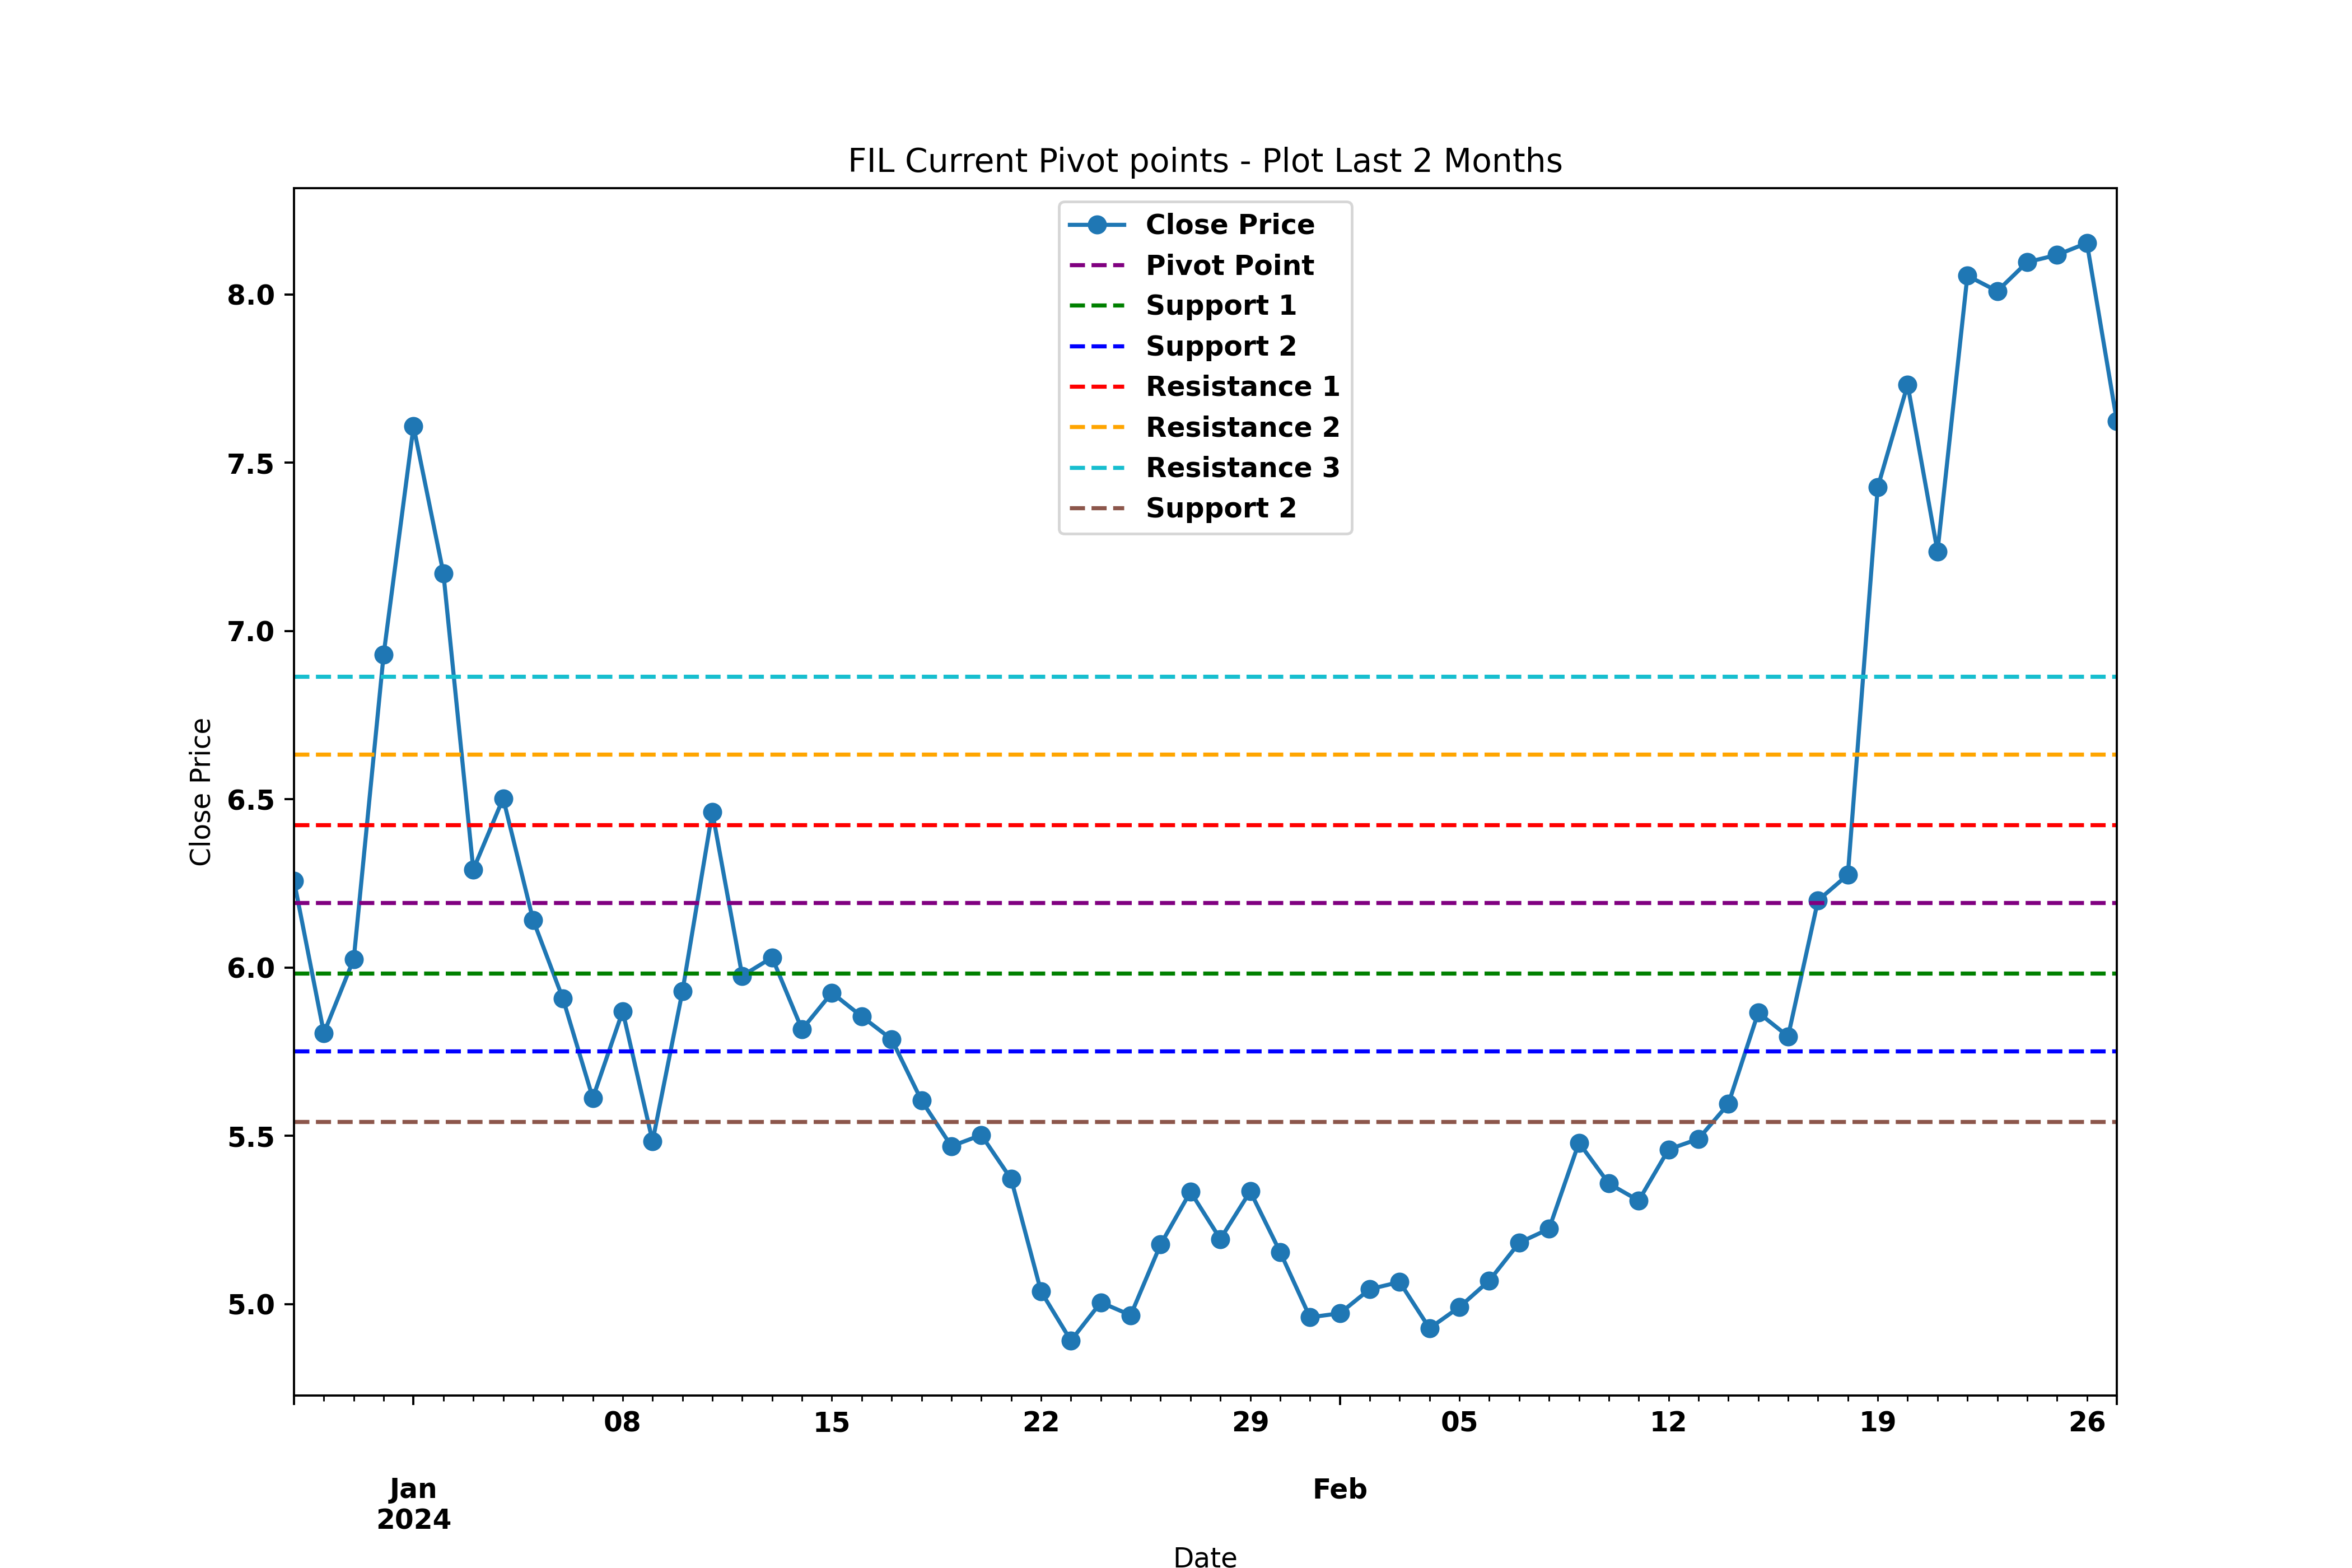 FIL Current Pivot points - Plot Last 2 Months
Close Price
Pivot Point
Support 1
Support 2
Resistance 1
Resistance 2
Resistance 3
Support 2
8.0
7.5
7.0
6.5
6.0
5.5
5.0
Close Price
08 15 22 29 05 12 19 26
Jan Feb
2024
Date